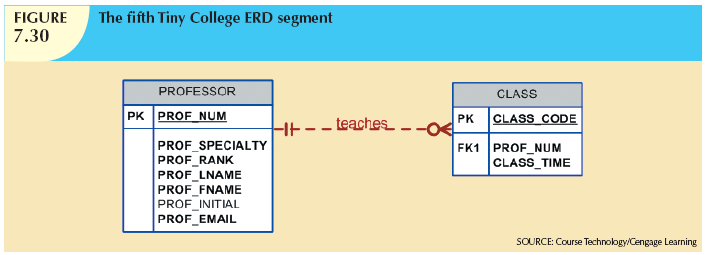 FIGURE 7.30
The fifth Tiny College ERD segment
PROFESSOR
PK PROF_NUM
PROF_SPECIALTY
PROF_RANK
PROF_LNAME
PROF_FNAME
PROF_INITIAL
PROF_EMAIL
teaches
CLASS
PK CLASS_CODE
FK1 PROF_NUM
CLASS_TIME
SOURCE: Course Technology/Cengage Learning